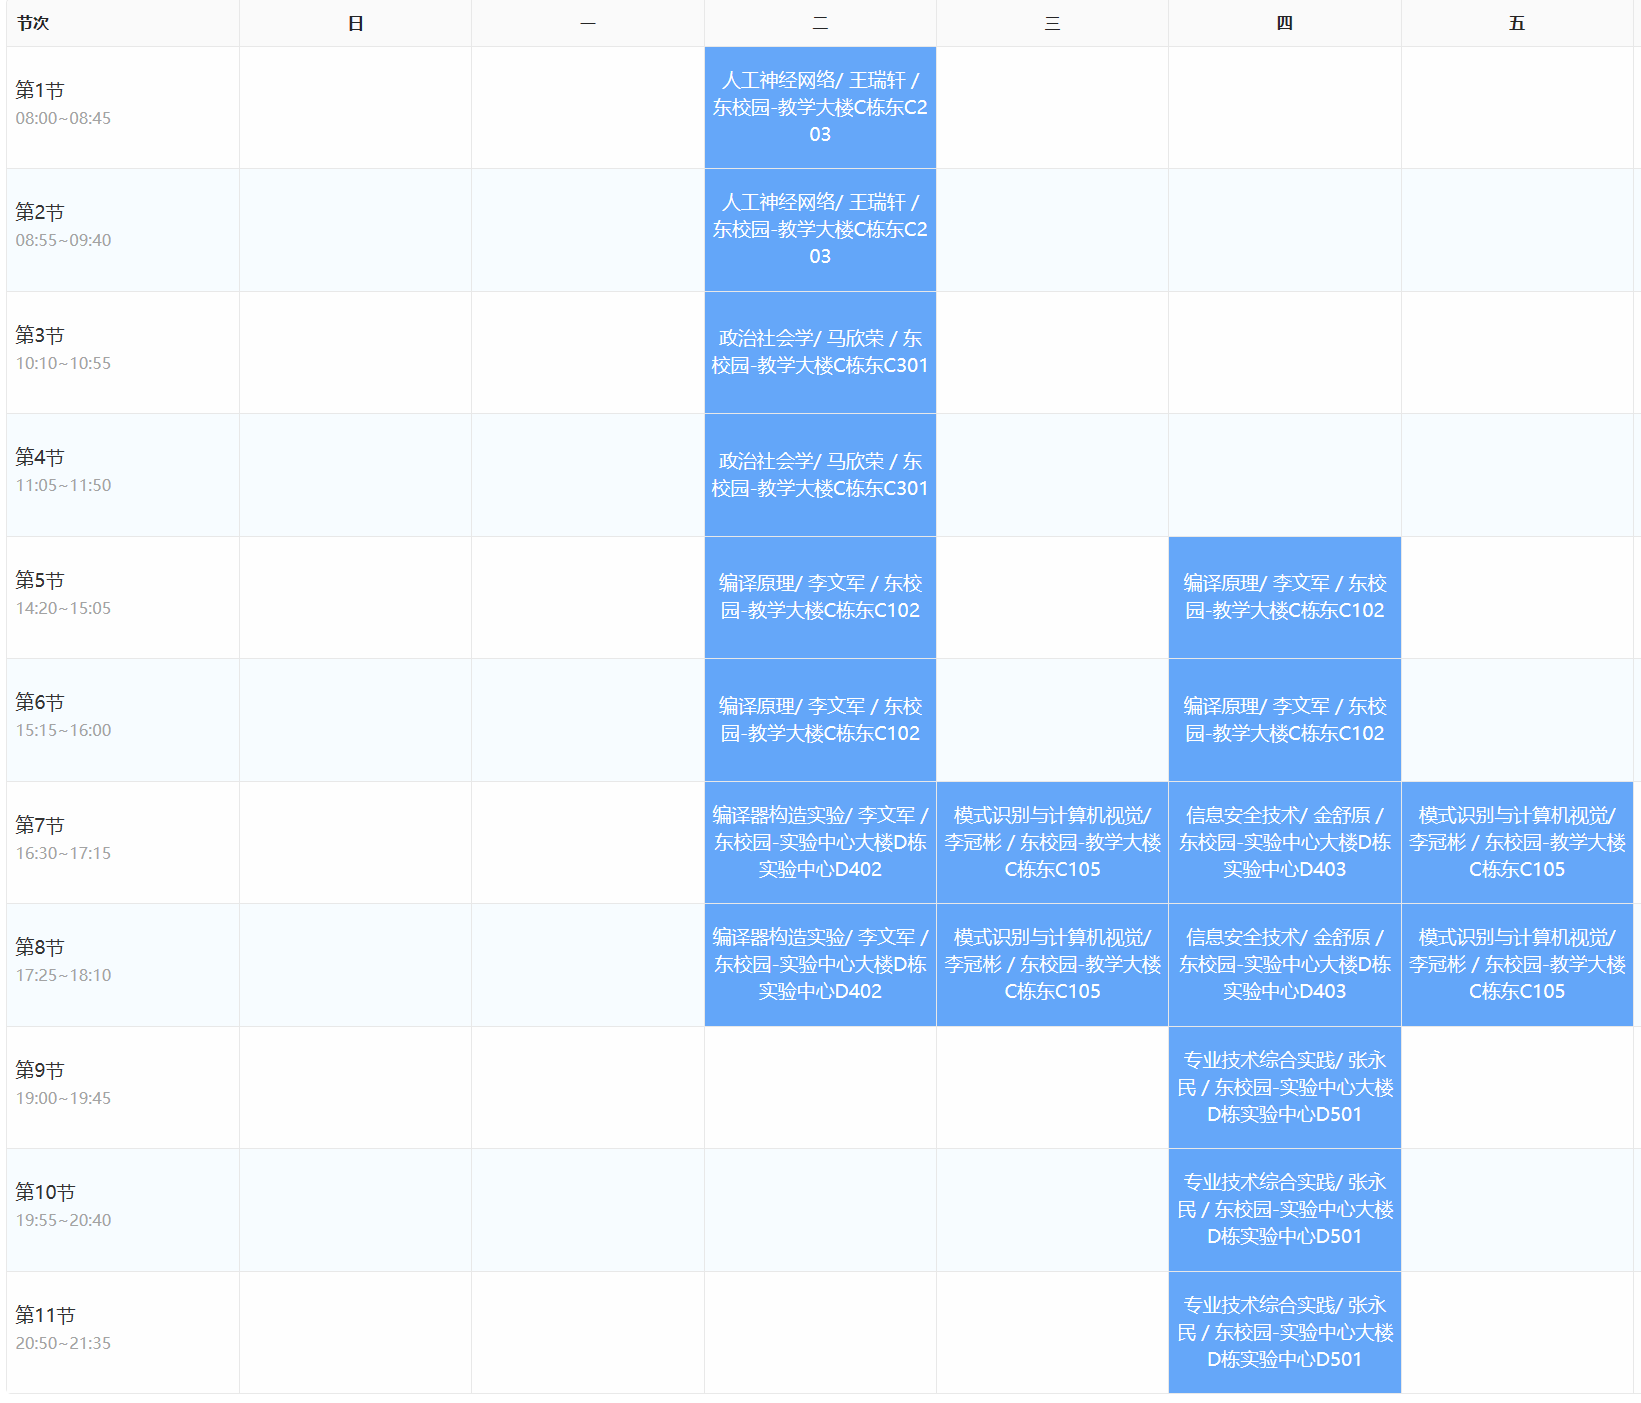 节次 日 一 二 三 四 五
第1节
08:00~08:45
人工神经网络/ 王瑞轩 /
东校园-教学大楼C栋东C2
03
第2节
08:55~09:40
人工神经网络/ 王瑞轩 /
东校园-教学大楼C栋东C2
03
第3节
10:10~10:55
政治社会学/ 马欣荣 / 东
校园-教学大楼C栋东C301
第4节
11:05~11:50
政治社会学/ 马欣荣 / 东
校园-教学大楼C栋东C301
第5节
14:20~15:05
编译原理/ 李文军 / 东校
园-教学大楼C栋东C102
编译原理/ 李文军 / 东校
园-教学大楼C栋东C102
第6节
15:15~16:00
编译原理/ 李文军 / 东校
园-教学大楼C栋东C102
编译原理/ 李文军 / 东校
园-教学大楼C栋东C102
第7节
16:30~17:15
编译器构造实验/ 李文军 /
东校园-实验中心大楼D栋
实验中心D402
模式识别与计算机视觉/
李冠彬 / 东校园-教学大楼
C栋东C105
信息安全技术/ 金舒原 /
东校园-实验中心大楼D栋
实验中心D403
模式识别与计算机视觉/
李冠彬 / 东校园-教学大楼
C栋东C105
第8节
17:25~18:10
编译器构造实验/ 李文军 /
东校园-实验中心大楼D栋
实验中心D402
模式识别与计算机视觉/
李冠彬 / 东校园-教学大楼
C栋东C105
信息安全技术/ 金舒原 /
东校园-实验中心大楼D栋
实验中心D403
模式识别与计算机视觉/
李冠彬 / 东校园-教学大楼
C栋东C105
第9节
19:00~19:45
专业技术综合实践/ 张永
民 / 东校园-实验中心大楼
D栋实验中心D501
第10节
19:55~20:40
专业技术综合实践/ 张永
民 / 东校园-实验中心大楼
D栋实验中心D501
第11节
20:50~21:35
专业技术综合实践/ 张永
民 / 东校园-实验中心大楼
D栋实验中心D501